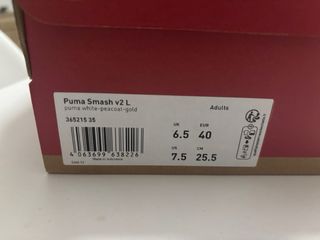 Puma Smash v2 L
puma white-peacoat-gold
Adults
365215 35
UK EUR
6.5 40
US CM
7.5 25.5
4 063699 638226